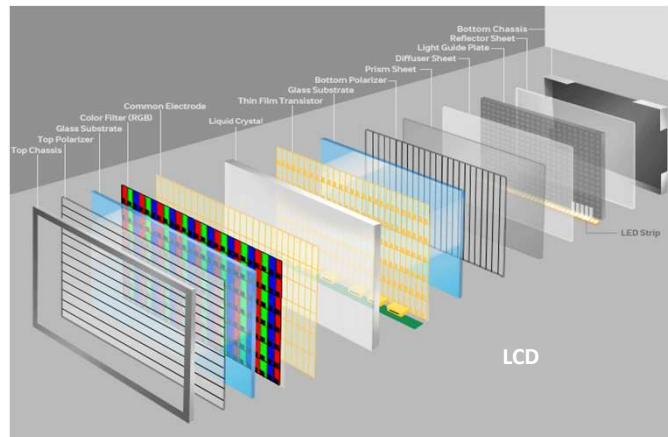 Bottom Chassis
Reflector Sheet
Light Guide Plate
Diffuser Sheet
Prism Sheet
Bottom Polarizer
Glass Substrate
Thin Film Transistor
Liquid Crystal
Common Electrode
Color Filter (RGB)
Glass Substrate
Top Polarizer
Top Chassis
LED Strip
LCD